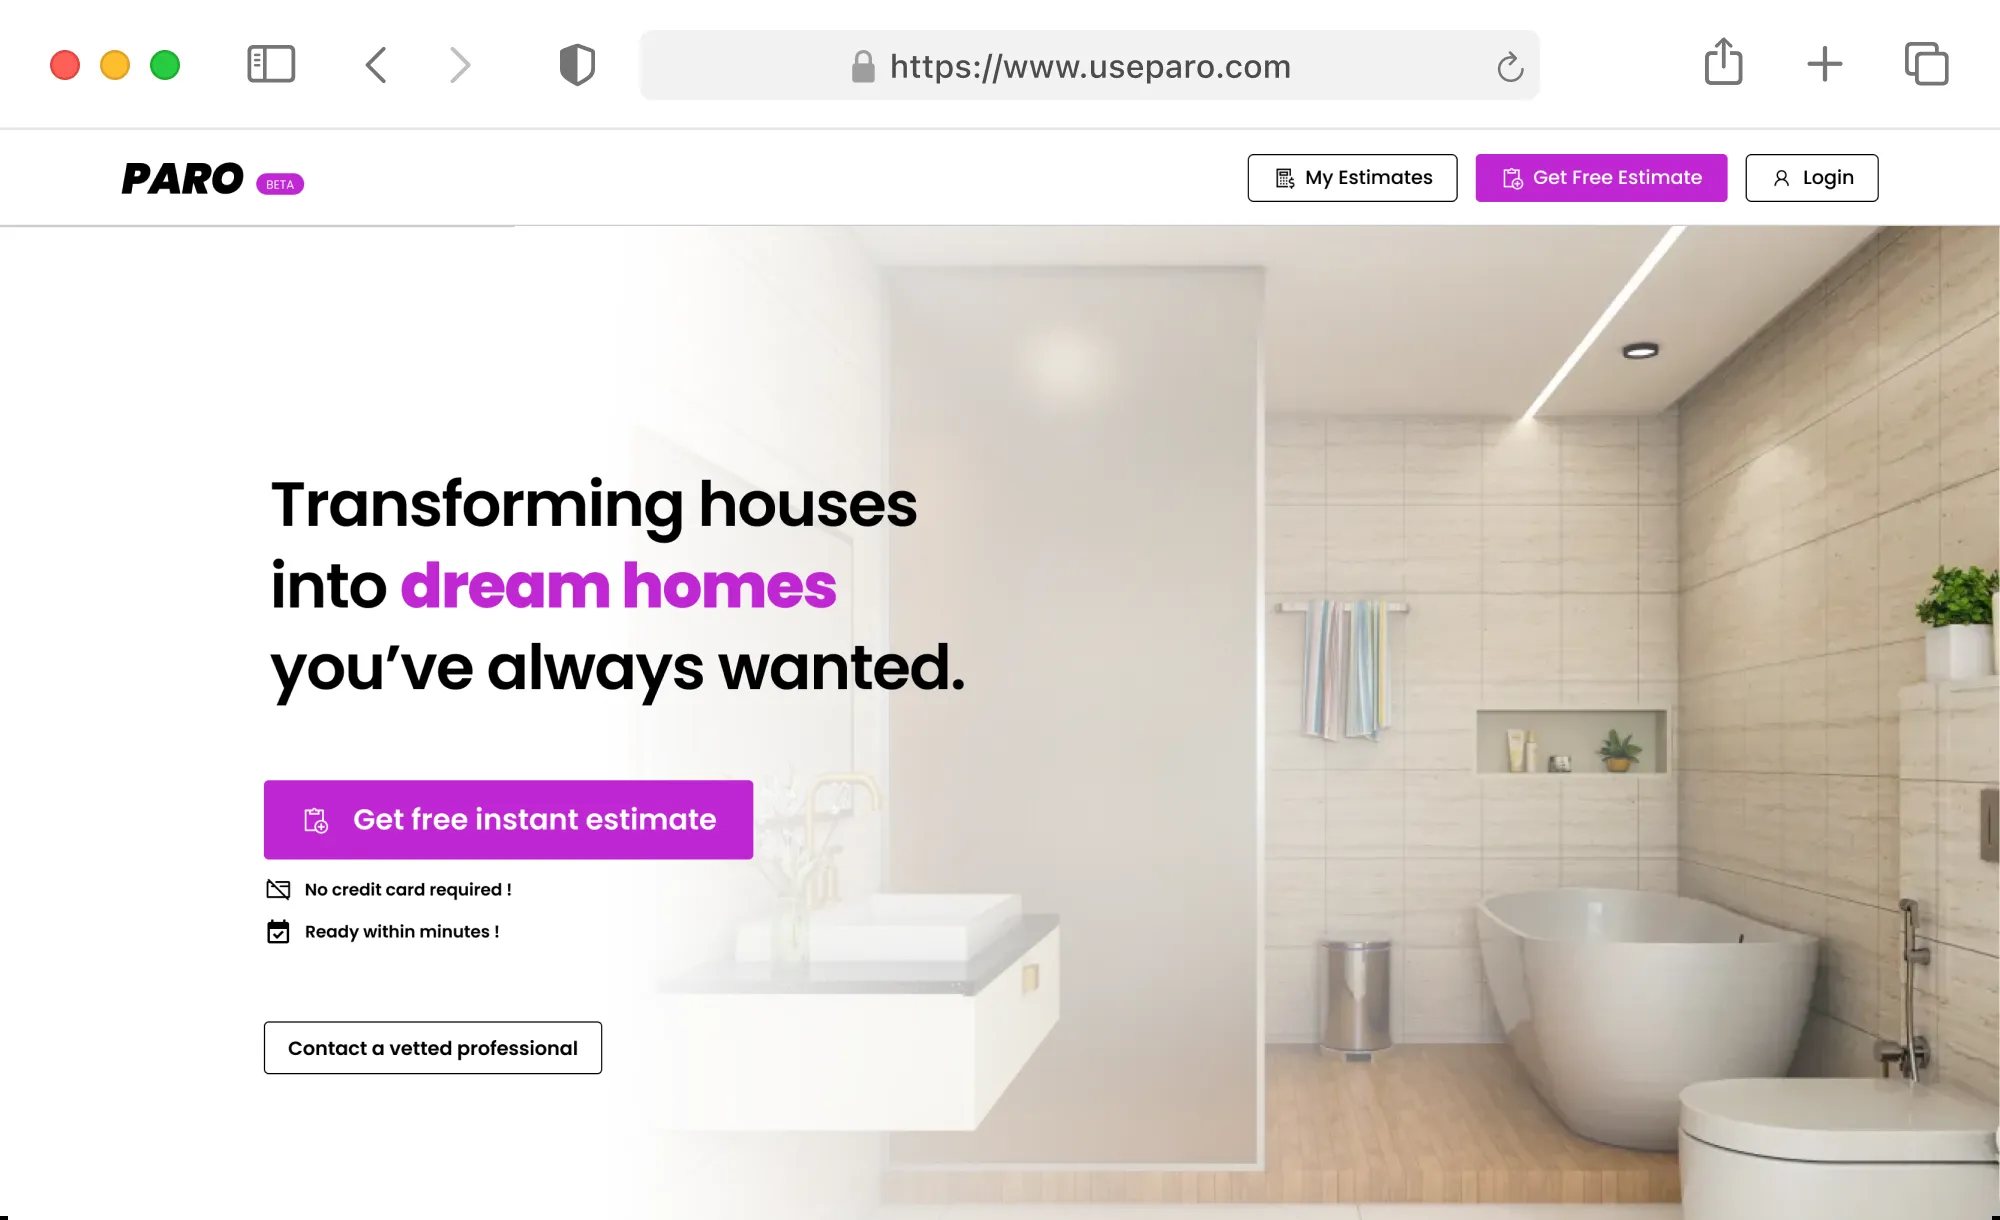 https://www.useparo.com
PARO BETA
My Estimates
Get Free Estimate
Login
Transforming houses
into dream homes
you’ve always wanted.
Get free instant estimate
No credit card required !
Ready within minutes !
Contact a vetted professional